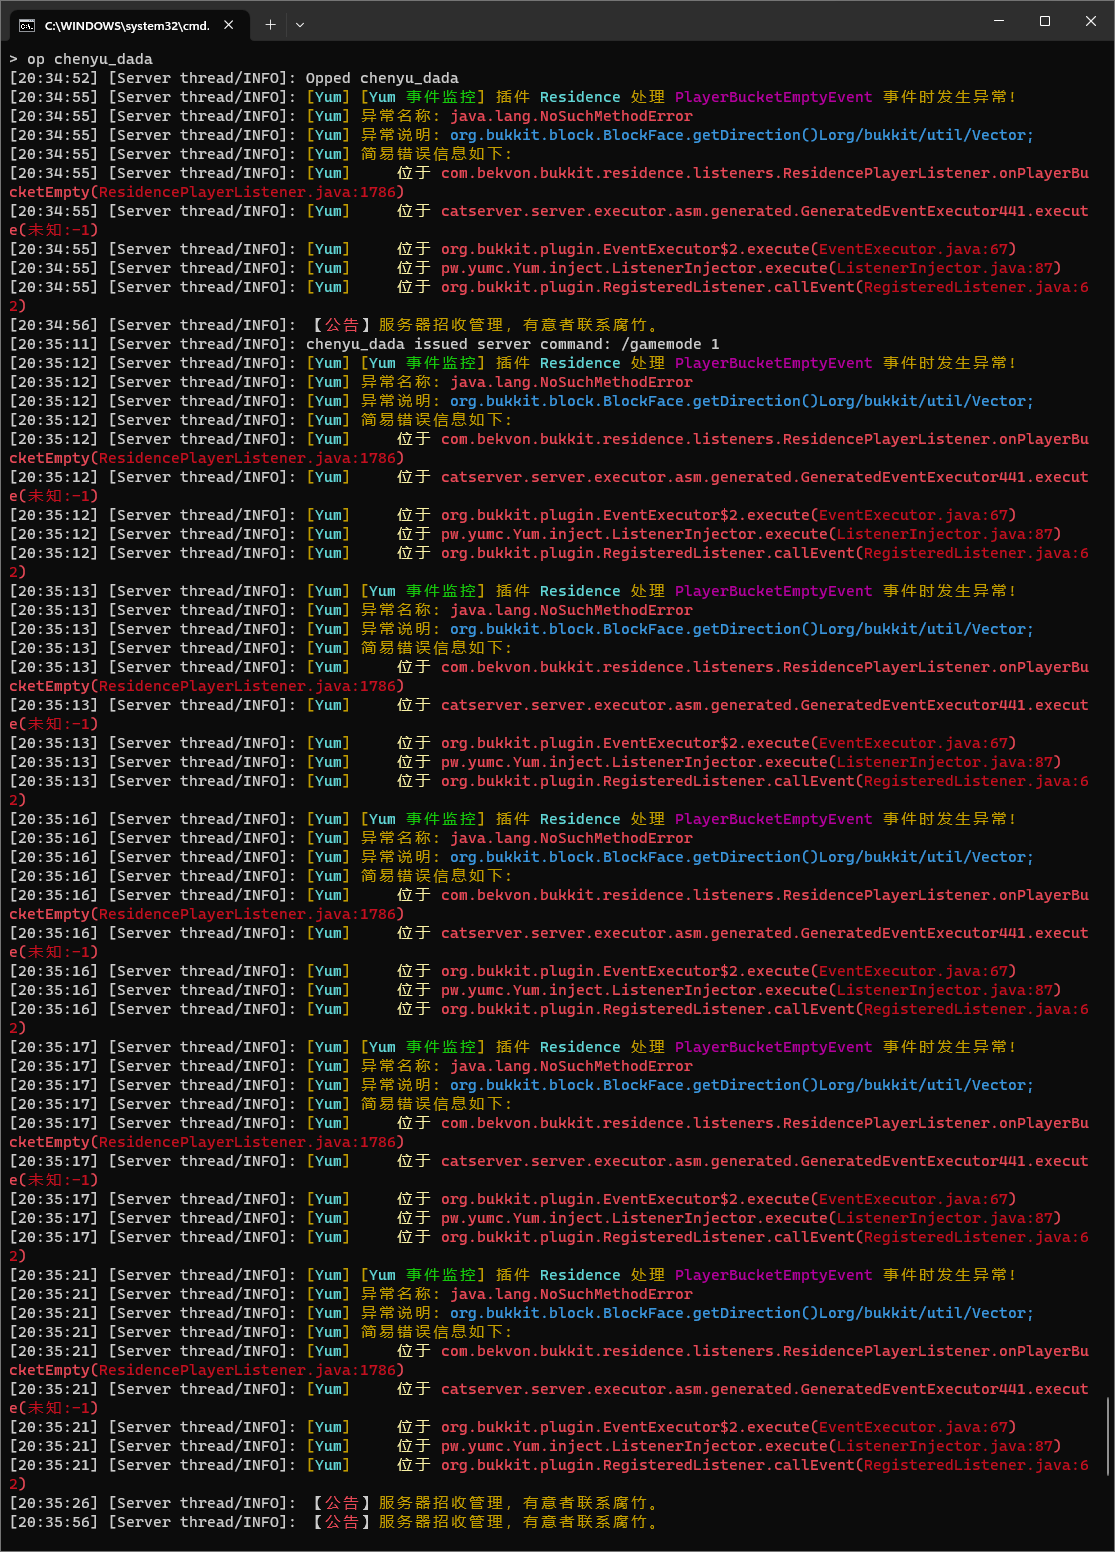 C:\WINDOWS\system32\cmd.
> op chenyu_dada
[20:34:52] [Server thread/INFO]: Opped chenyu_dada
[20:34:55] [Server thread/INFO]: [Yum] [Yum 事件监控] 插件 Residence 处理 PlayerBucketEmptyEvent 事件时发生异常!
[20:34:55] [Server thread/INFO]: [Yum] 异常名称: java.lang.NoSuchMethodError
[20:34:55] [Server thread/INFO]: [Yum] 异常说明: org.bukkit.block.BlockFace.getDirection()Lorg/bukkit/util/Vector;
[20:34:55] [Server thread/INFO]: [Yum] 简易错误信息如下:
[20:34:55] [Server thread/INFO]: [Yum]     位于 com.bekvon.bukkit.residence.listeners.ResidencePlayerListener.onPlayerBu
cketEmpty(ResidencePlayerListener.java:1786)
[20:34:55] [Server thread/INFO]: [Yum]     位于 catserver.server.executor.asm.generated.GeneratedEventExecutor441.execut
e(未知:-1)
[20:34:55] [Server thread/INFO]: [Yum]     位于 org.bukkit.plugin.EventExecutor$2.execute(EventExecutor.java:67)
[20:34:55] [Server thread/INFO]: [Yum]     位于 pw.yumc.Yum.inject.ListenerInjector.execute(ListenerInjector.java:87)
[20:34:55] [Server thread/INFO]: [Yum]     位于 org.bukkit.plugin.RegisteredListener.callEvent(RegisteredListener.java:6
2)
[20:34:56] [Server thread/INFO]: 【公告】服务器招收管理，有意者联系腐竹。
[20:35:11] [Server thread/INFO]: chenyu_dada issued server command: /gamemode 1
[20:35:12] [Server thread/INFO]: [Yum] [Yum 事件监控] 插件 Residence 处理 PlayerBucketEmptyEvent 事件时发生异常!
[20:35:12] [Server thread/INFO]: [Yum] 异常名称: java.lang.NoSuchMethodError
[20:35:12] [Server thread/INFO]: [Yum] 异常说明: org.bukkit.block.BlockFace.getDirection()Lorg/bukkit/util/Vector;
[20:35:12] [Server thread/INFO]: [Yum] 简易错误信息如下:
[20:35:12] [Server thread/INFO]: [Yum]     位于 com.bekvon.bukkit.residence.listeners.ResidencePlayerListener.onPlayerBu
cketEmpty(ResidencePlayerListener.java:1786)
[20:35:12] [Server thread/INFO]: [Yum]     位于 catserver.server.executor.asm.generated.GeneratedEventExecutor441.execut
e(未知:-1)
[20:35:12] [Server thread/INFO]: [Yum]     位于 org.bukkit.plugin.EventExecutor$2.execute(EventExecutor.java:67)
[20:35:12] [Server thread/INFO]: [Yum]     位于 pw.yumc.Yum.inject.ListenerInjector.execute(ListenerInjector.java:87)
[20:35:12] [Server thread/INFO]: [Yum]     位于 org.bukkit.plugin.RegisteredListener.callEvent(RegisteredListener.java:6
2)
[20:35:13] [Server thread/INFO]: [Yum] [Yum 事件监控] 插件 Residence 处理 PlayerBucketEmptyEvent 事件时发生异常!
[20:35:13] [Server thread/INFO]: [Yum] 异常名称: java.lang.NoSuchMethodError
[20:35:13] [Server thread/INFO]: [Yum] 异常说明: org.bukkit.block.BlockFace.getDirection()Lorg/bukkit/util/Vector;
[20:35:13] [Server thread/INFO]: [Yum] 简易错误信息如下:
[20:35:13] [Server thread/INFO]: [Yum]     位于 com.bekvon.bukkit.residence.listeners.ResidencePlayerListener.onPlayerBu
cketEmpty(ResidencePlayerListener.java:1786)
[20:35:13] [Server thread/INFO]: [Yum]     位于 catserver.server.executor.asm.generated.GeneratedEventExecutor441.execut
e(未知:-1)
[20:35:13] [Server thread/INFO]: [Yum]     位于 org.bukkit.plugin.EventExecutor$2.execute(EventExecutor.java:67)
[20:35:13] [Server thread/INFO]: [Yum]     位于 pw.yumc.Yum.inject.ListenerInjector.execute(ListenerInjector.java:87)
[20:35:13] [Server thread/INFO]: [Yum]     位于 org.bukkit.plugin.RegisteredListener.callEvent(RegisteredListener.java:6
2)
[20:35:16] [Server thread/INFO]: [Yum] [Yum 事件监控] 插件 Residence 处理 PlayerBucketEmptyEvent 事件时发生异常!
[20:35:16] [Server thread/INFO]: [Yum] 异常名称: java.lang.NoSuchMethodError
[20:35:16] [Server thread/INFO]: [Yum] 异常说明: org.bukkit.block.BlockFace.getDirection()Lorg/bukkit/util/Vector;
[20:35:16] [Server thread/INFO]: [Yum] 简易错误信息如下:
[20:35:16] [Server thread/INFO]: [Yum]     位于 com.bekvon.bukkit.residence.listeners.ResidencePlayerListener.onPlayerBu
cketEmpty(ResidencePlayerListener.java:1786)
[20:35:16] [Server thread/INFO]: [Yum]     位于 catserver.server.executor.asm.generated.GeneratedEventExecutor441.execut
e(未知:-1)
[20:35:16] [Server thread/INFO]: [Yum]     位于 org.bukkit.plugin.EventExecutor$2.execute(EventExecutor.java:67)
[20:35:16] [Server thread/INFO]: [Yum]     位于 pw.yumc.Yum.inject.ListenerInjector.execute(ListenerInjector.java:87)
[20:35:16] [Server thread/INFO]: [Yum]     位于 org.bukkit.plugin.RegisteredListener.callEvent(RegisteredListener.java:6
2)
[20:35:17] [Server thread/INFO]: [Yum] [Yum 事件监控] 插件 Residence 处理 PlayerBucketEmptyEvent 事件时发生异常!
[20:35:17] [Server thread/INFO]: [Yum] 异常名称: java.lang.NoSuchMethodError
[20:35:17] [Server thread/INFO]: [Yum] 异常说明: org.bukkit.block.BlockFace.getDirection()Lorg/bukkit/util/Vector;
[20:35:17] [Server thread/INFO]: [Yum] 简易错误信息如下:
[20:35:17] [Server thread/INFO]: [Yum]     位于 com.bekvon.bukkit.residence.listeners.ResidencePlayerListener.onPlayerBu
cketEmpty(ResidencePlayerListener.java:1786)
[20:35:17] [Server thread/INFO]: [Yum]     位于 catserver.server.executor.asm.generated.GeneratedEventExecutor441.execut
e(未知:-1)
[20:35:17] [Server thread/INFO]: [Yum]     位于 org.bukkit.plugin.EventExecutor$2.execute(EventExecutor.java:67)
[20:35:17] [Server thread/INFO]: [Yum]     位于 pw.yumc.Yum.inject.ListenerInjector.execute(ListenerInjector.java:87)
[20:35:17] [Server thread/INFO]: [Yum]     位于 org.bukkit.plugin.RegisteredListener.callEvent(RegisteredListener.java:6
2)
[20:35:21] [Server thread/INFO]: [Yum] [Yum 事件监控] 插件 Residence 处理 PlayerBucketEmptyEvent 事件时发生异常!
[20:35:21] [Server thread/INFO]: [Yum] 异常名称: java.lang.NoSuchMethodError
[20:35:21] [Server thread/INFO]: [Yum] 异常说明: org.bukkit.block.BlockFace.getDirection()Lorg/bukkit/util/Vector;
[20:35:21] [Server thread/INFO]: [Yum] 简易错误信息如下:
[20:35:21] [Server thread/INFO]: [Yum]     位于 com.bekvon.bukkit.residence.listeners.ResidencePlayerListener.onPlayerBu
cketEmpty(ResidencePlayerListener.java:1786)
[20:35:21] [Server thread/INFO]: [Yum]     位于 catserver.server.executor.asm.generated.GeneratedEventExecutor441.execut
e(未知:-1)
[20:35:21] [Server thread/INFO]: [Yum]     位于 org.bukkit.plugin.EventExecutor$2.execute(EventExecutor.java:67)
[20:35:21] [Server thread/INFO]: [Yum]     位于 pw.yumc.Yum.inject.ListenerInjector.execute(ListenerInjector.java:87)
[20:35:21] [Server thread/INFO]: [Yum]     位于 org.bukkit.plugin.RegisteredListener.callEvent(RegisteredListener.java:6
2)
[20:35:26] [Server thread/INFO]: 【公告】服务器招收管理，有意者联系腐竹。
[20:35:56] [Server thread/INFO]: 【公告】服务器招收管理，有意者联系腐竹。